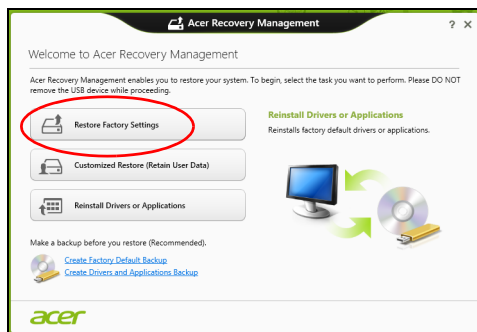 Acer Recovery Management
? X
Welcome to Acer Recovery Management
Acer Recovery Management enables you to restore your system. To begin, select the task you want to perform. Please DO NOT
remove the USB device while proceeding.
Restore Factory Settings
Customized Restore (Retain User Data)
Reinstall Drivers or Applications
Reinstall Drivers or Applications
Reinstalls factory default drivers or applications.
Make a backup before you restore (Recommended).
Create Factory Default Backup
Create Drivers and Applications Backup
acer